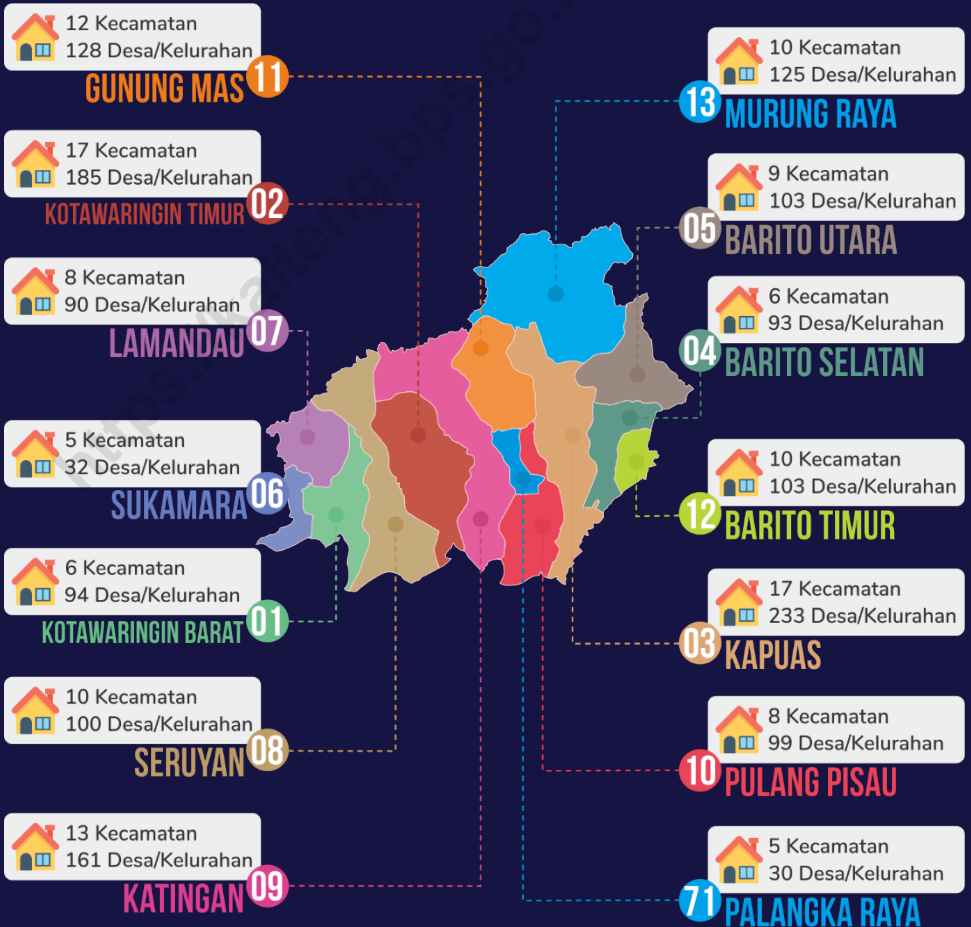 12 Kecamatan
128 Desa/Kelurahan
GUNUNG MAS 11
17 Kecamatan
185 Desa/Kelurahan
KOTAWARINGIN TIMUR 02
8 Kecamatan
90 Desa/Kelurahan
LAMANDAU 07
5 Kecamatan
32 Desa/Kelurahan
SUKAMARA 06
6 Kecamatan
94 Desa/Kelurahan
KOTAWARINGIN BARAT 01
10 Kecamatan
100 Desa/Kelurahan
SERUYAN 08
13 Kecamatan
161 Desa/Kelurahan
KATINGAN 09
10 Kecamatan
125 Desa/Kelurahan
13 MURUNG RAYA
9 Kecamatan
103 Desa/Kelurahan
05 BARITO UTARA
6 Kecamatan
93 Desa/Kelurahan
04 BARITO SELATAN
10 Kecamatan
103 Desa/Kelurahan
12 BARITO TIMUR
17 Kecamatan
233 Desa/Kelurahan
03 KAPUAS
8 Kecamatan
99 Desa/Kelurahan
10 PULANG PISAU
5 Kecamatan
30 Desa/Kelurahan
71 PALANGKA RAYA
https://kalteng.bps.go.